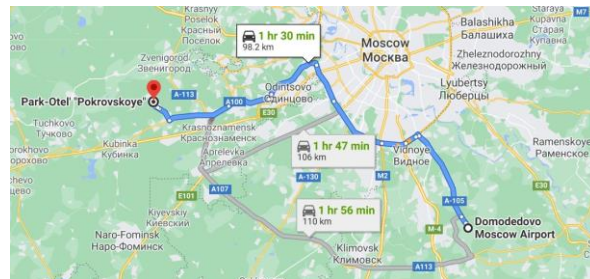 Krasnyy
Poselok
Красный
Поселок
Balashikha
Балашиха
Staraya
Kupavna
Старая
Купавна
M7
1 hr 30 min
98.2 km
Moscow
Москва
Zheleznodorozhny
Железнодорожный
Zvenigorod
Звенигород
Park-Otel' "Pokrovskoye"
A-113
A100
Odintsovo
Одинцово
E30
Lyubertsy
Люберцы
Tuchkovo
Тучково
Kubinka
Кубинка
Krasnoznamensk
Краснознаменск
Aprelevka
Апрелевка
1 hr 47 min
106 km
Vidnoye
Видное
Ramenskoye
Раменское
M2
A-130
E101
A107
Kiyevskiy
Киевский
1 hr 56 min
110 km
A-105
E30
Domodedovo
Moscow Airport
Naro-Fominsk
Наро-Фоминск
Klimovsk
Климовск
M-4
A113